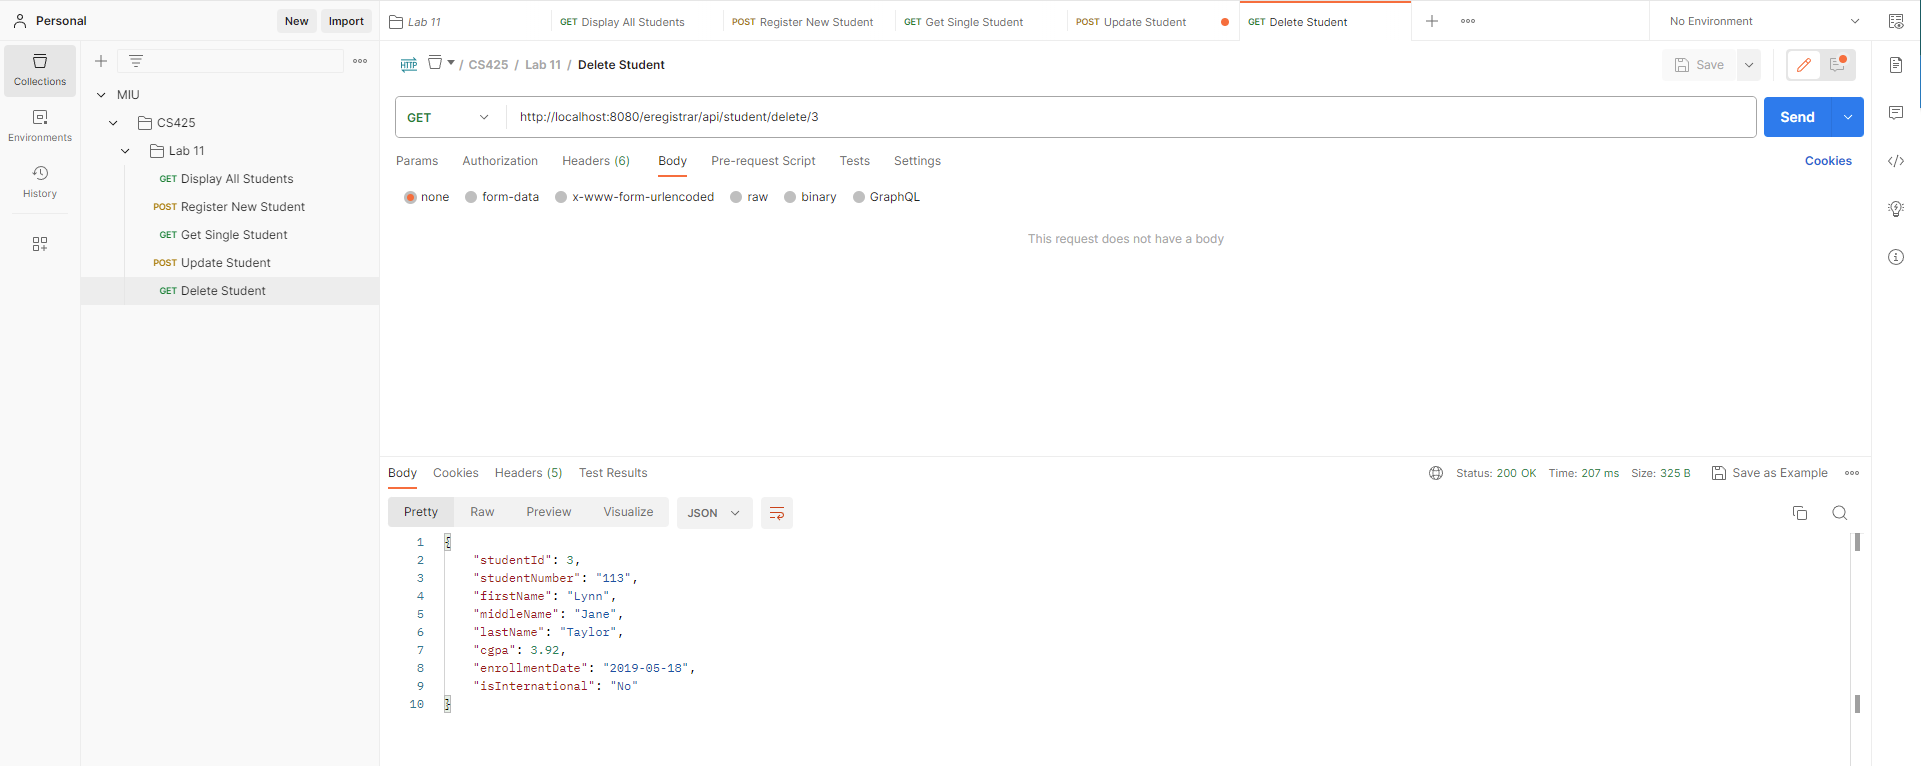 Personal
New
Import
Lab 11
GET Display All Students
POST Register New Student
GET Get Single Student
POST Update Student
GET Delete Student
No Environment
Collections
Environments
History
MIU
CS425
Lab 11
GET Display All Students
POST Register New Student
GET Get Single Student
POST Update Student
GET Delete Student
HTTP / CS425 / Lab 11 / Delete Student
Save
GET http://localhost:8080/eregistrar/api/student/delete/3
Send
Params Authorization Headers (6) Body Pre-request Script Tests Settings
Cookies
none form-data x-www-form-urlencoded raw binary GraphQL
This request does not have a body
Body Cookies Headers (5) Test Results
Status: 200 OK Time: 207 ms Size: 325 B
Save as Example
Pretty Raw Preview Visualize JSON
1 {
2 "studentId": 3,
3 "studentNumber": "113",
4 "firstName": "Lynn",
5 "middleName": "Jane",
6 "lastName": "Taylor",
7 "cgpa": 3.92,
8 "enrollmentDate": "2019-05-18",
9 "isInternational": "No"
10 }